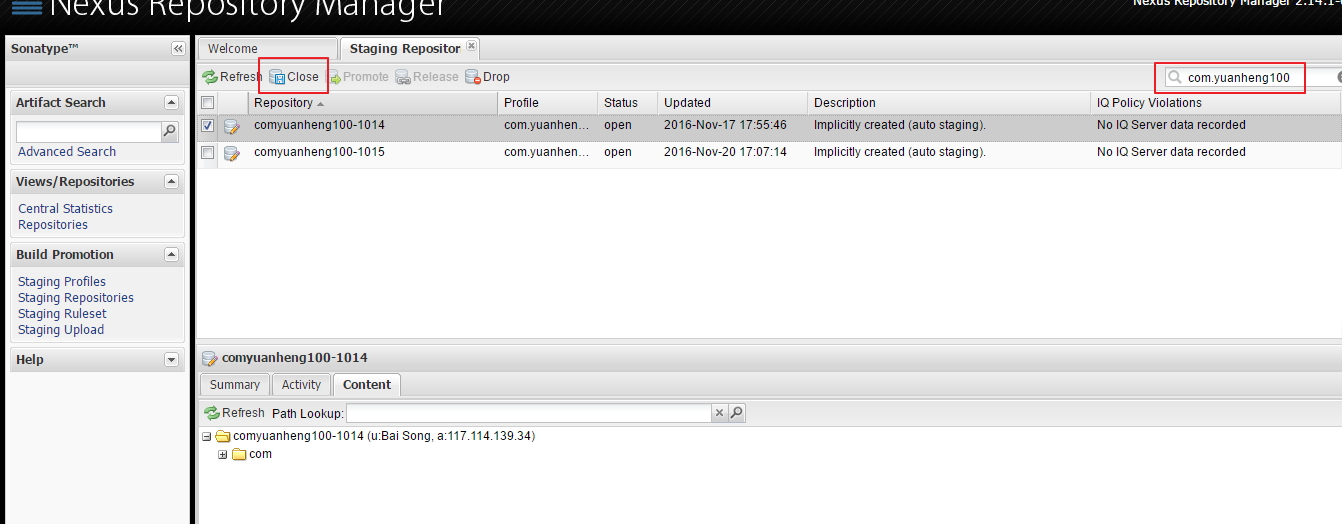 Nexus Repository Manager
Nexus Repository Manager 2.14.1-
Sonatype™
Welcome
Staging Repositor
Refresh Close Promote Release Drop
com.yuanheng100
Artifact Search
Advanced Search
Views/Repositories
Central Statistics
Repositories
Build Promotion
Staging Profiles
Staging Repositories
Staging Ruleset
Staging Upload
Help
Repository Profile Status Updated Description IQ Policy Violations
comyuanheng100-1014 com.yuanhen... open 2016-Nov-17 17:55:46 Implicitly created (auto staging). No IQ Server data recorded
comyuanheng100-1015 com.yuanhen... open 2016-Nov-20 17:07:14 Implicitly created (auto staging). No IQ Server data recorded
comyuanheng100-1014
Summary Activity Content
Refresh Path Lookup:
comyuanheng100-1014 (u:Bai Song, a:117.114.139.34)
com